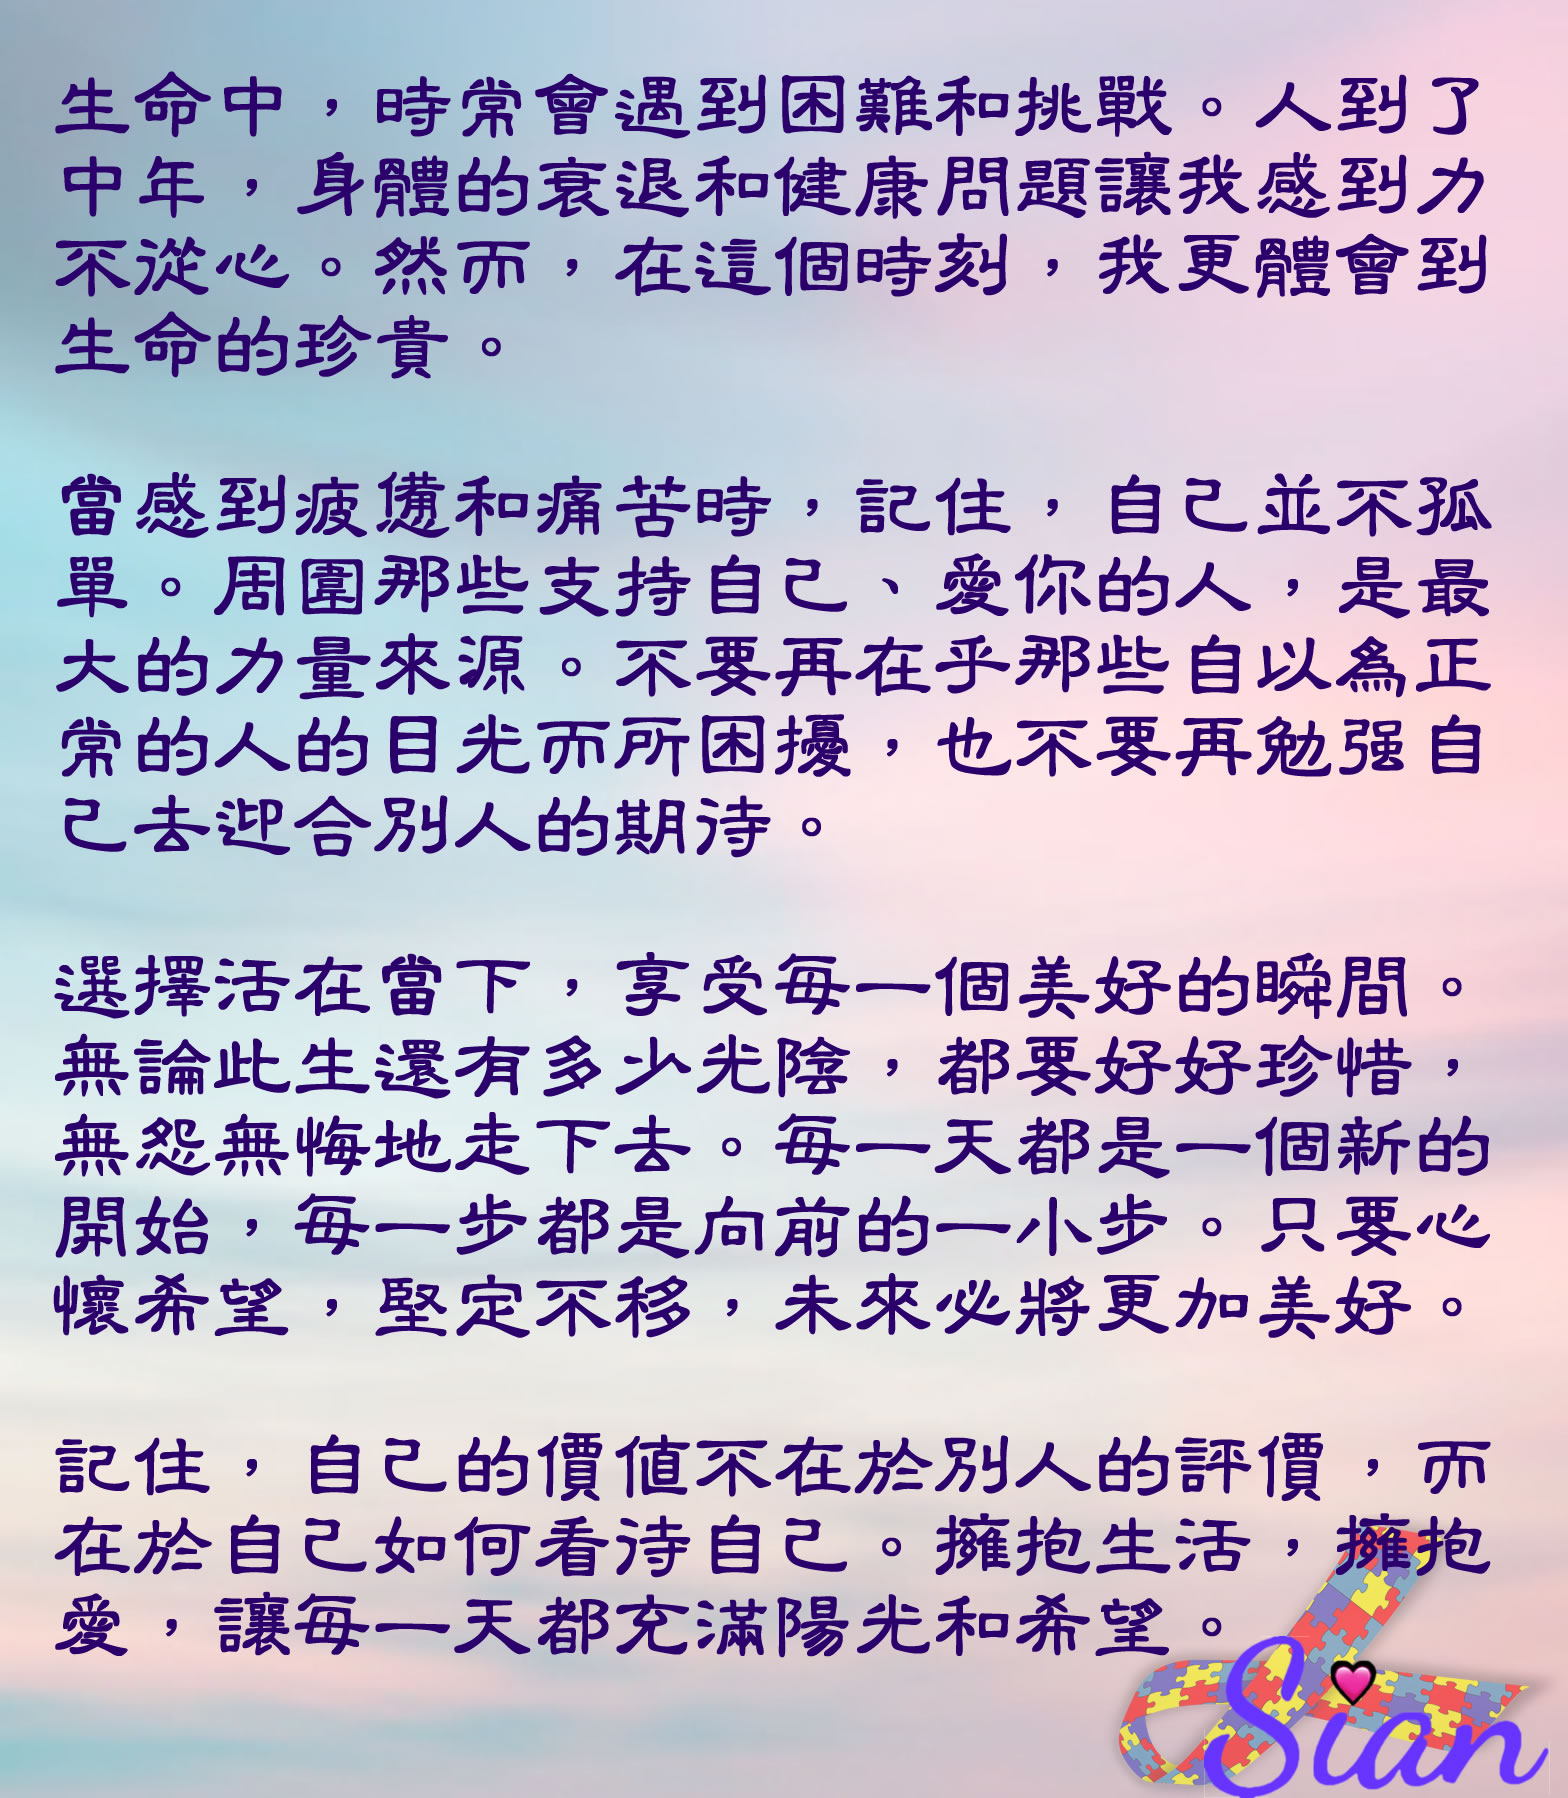 生命中，時常會遇到困難和挑戰。人到了
中年，身體的衰退和健康問題讓我感到力
不從心。然而，在這個時刻，我更體會到
生命的珍貴。
當感到疲憊和痛苦時，記住，自己並不孤
單。周圍那些支持自己、愛你的人，是最
大的力量來源。不要再在乎那些自以為正
常的人的目光而所困擾，也不要再勉强自
己去迎合別人的期待。
選擇活在當下，享受每一個美好的瞬間。
無論此生還有多少光陰，都要好好珍惜，
無怨無悔地走下去。每一天都是一個新的
開始，每一步都是向前的一小步。只要心
懷希望，堅定不移，未來必將更加美好。
記住，自己的價值不在於別人的評價，而
在於自己如何看待自己。擁抱生活，擁抱
愛，讓每一天都充滿陽光和希望。
Sian